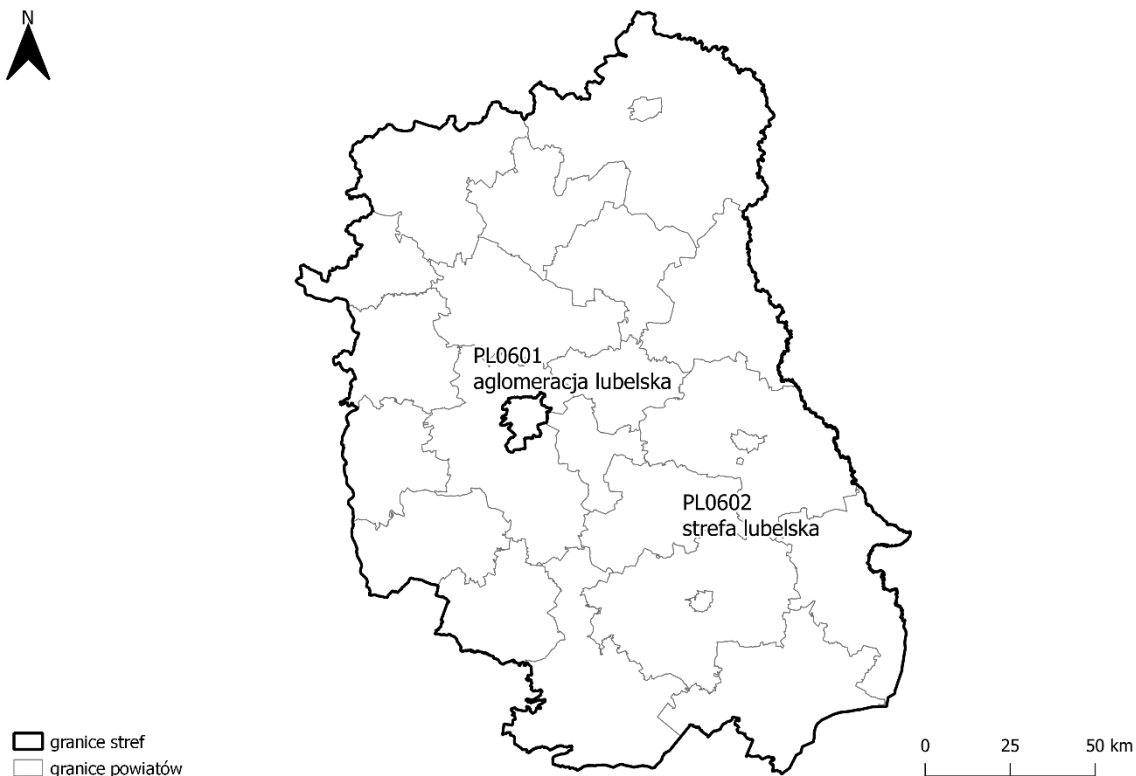 N
PL0601
aglomeracja lubelska
PL0602
strefa lubelska
granice stref
granice powiatów
0 25 50 km